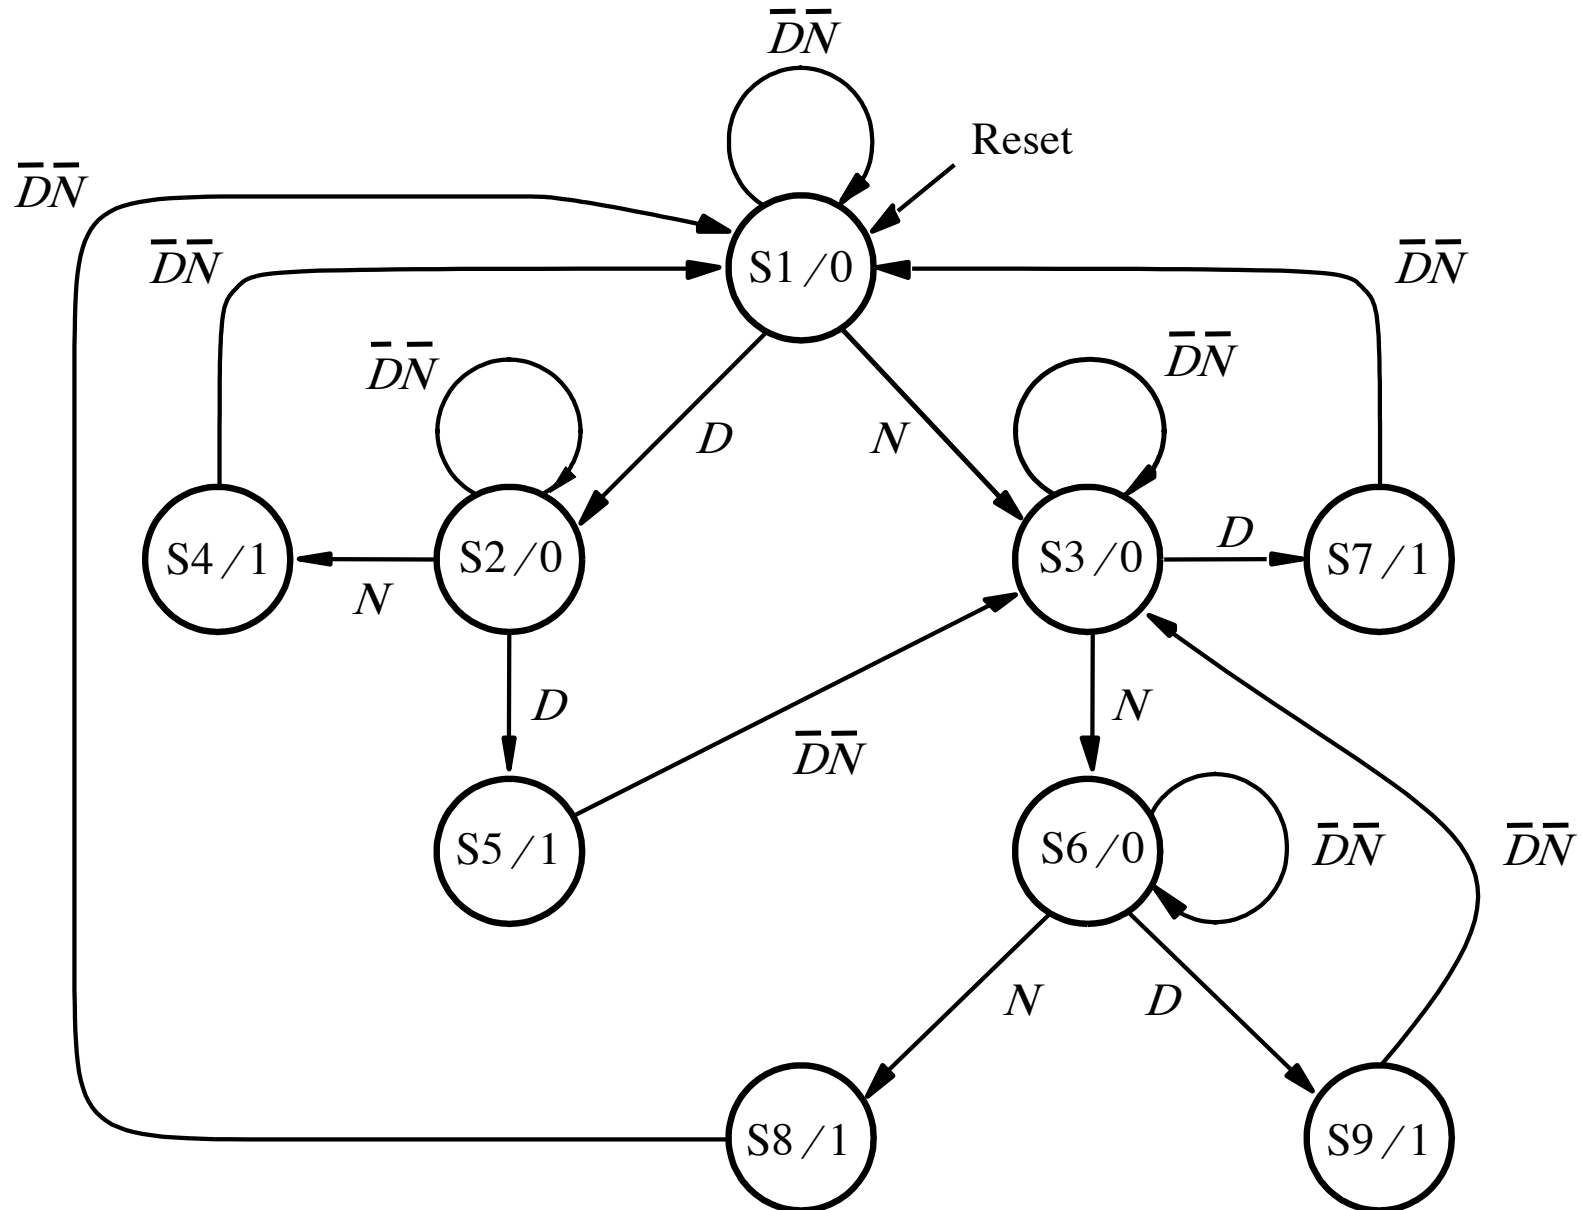 D̅N̅
Reset
D̅N̅
D̅N̅
S1/0
D̅N̅
D̅N̅
D̅N̅
D
N
S4/1
S2/0
S3/0
D
S7/1
N
D
N
D̅N̅
S5/1
S6/0
D̅N̅
D̅N̅
N
D
S8/1
S9/1